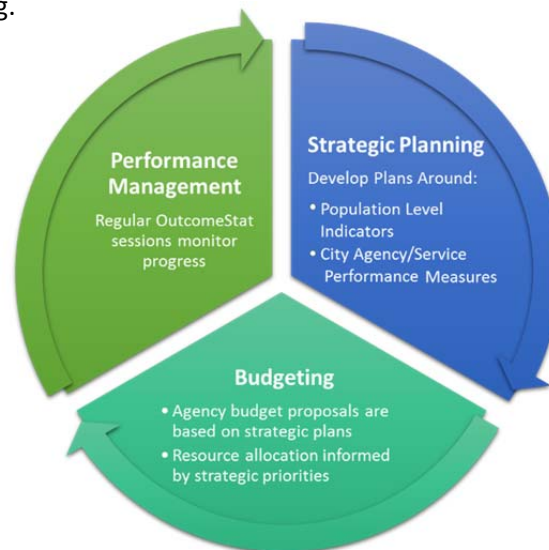 g.
Performance
Management
Regular OutcomeStat
sessions monitor
progress
Strategic Planning
Develop Plans Around:
• Population Level
Indicators
• City Agency/Service
Performance Measures
Budgeting
• Agency budget proposals are
based on strategic plans
• Resource allocation informed
by strategic priorities